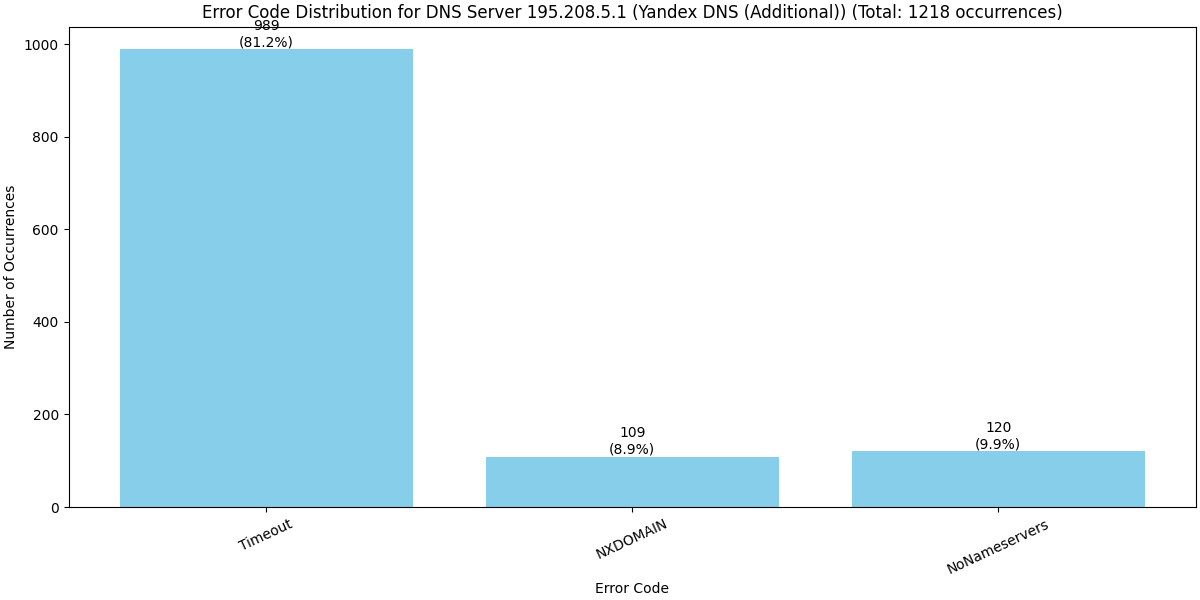 Error Code Distribution for DNS Server 195.208.5.1 (Yandex DNS (Additional)) (Total: 1218 occurrences)
989
(81.2%)
109
(8.9%)
120
(9.9%)
1000
800
600
400
200
0
Number of Occurrences
Timeout
NXDOMAIN
NoNameservers
Error Code